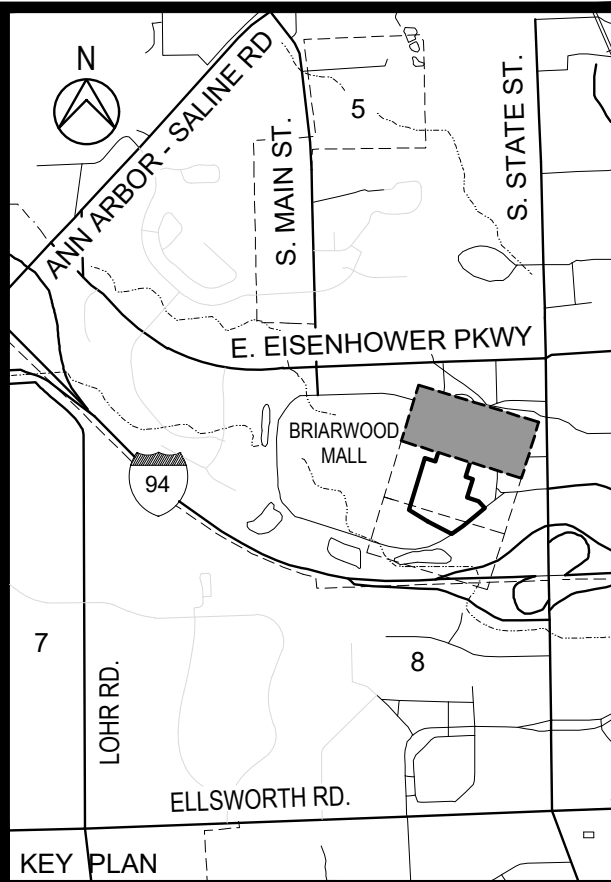 N
ANN ARBOR - SALINE RD
S. MAIN ST.
5
S. STATE ST.
E. EISENHOWER PKWY
BRIARWOOD
MALL
94
7
LOHR RD.
8
ELLSWORTH RD.
KEY PLAN